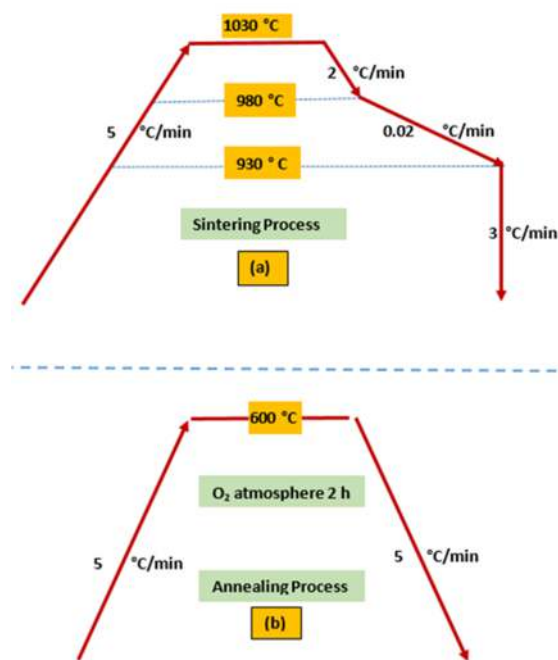 1030 °C
2 °C/min
980 °C
5 °C/min
0.02 °C/min
930 ° C
Sintering Process
3 °C/min
(a)
600 °C
O₂ atmosphere 2 h
5 °C/min
5 °C/min
Annealing Process
(b)